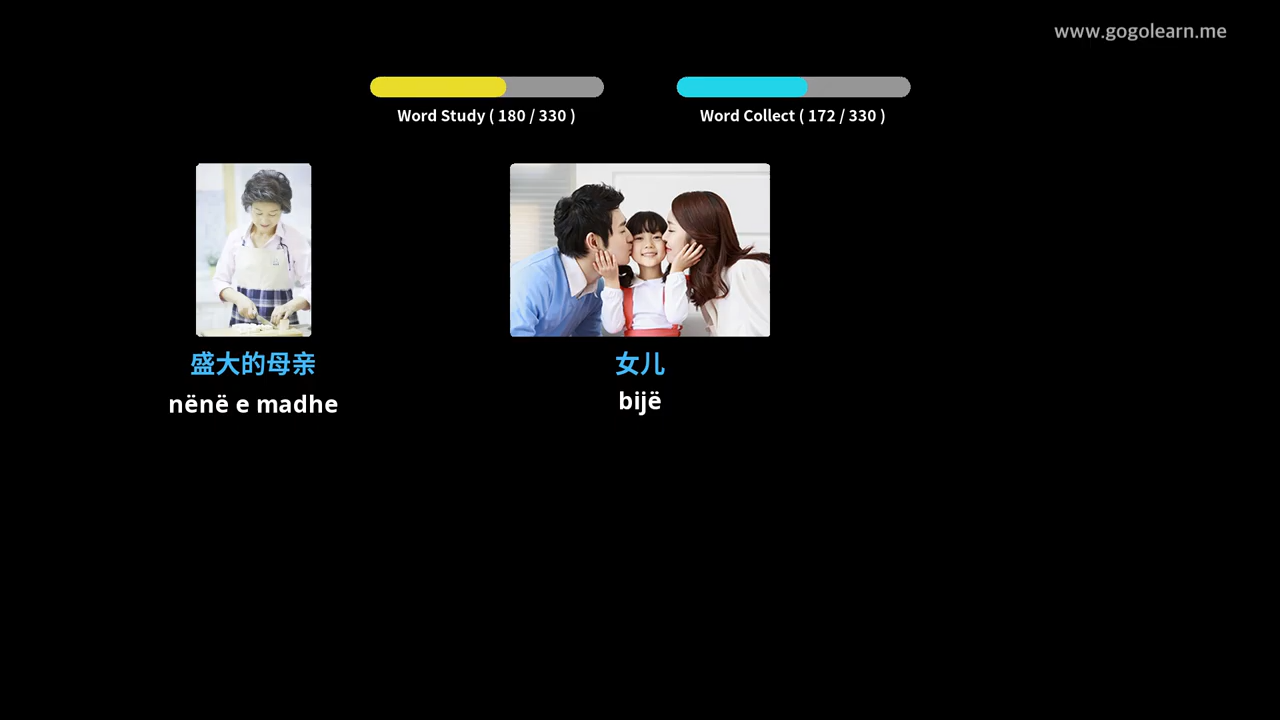 www.gogolearn.me
Word Study ( 180 / 330 )
Word Collect ( 172 / 330 )
盛大的母亲
nënë e madhe
女儿
bijë